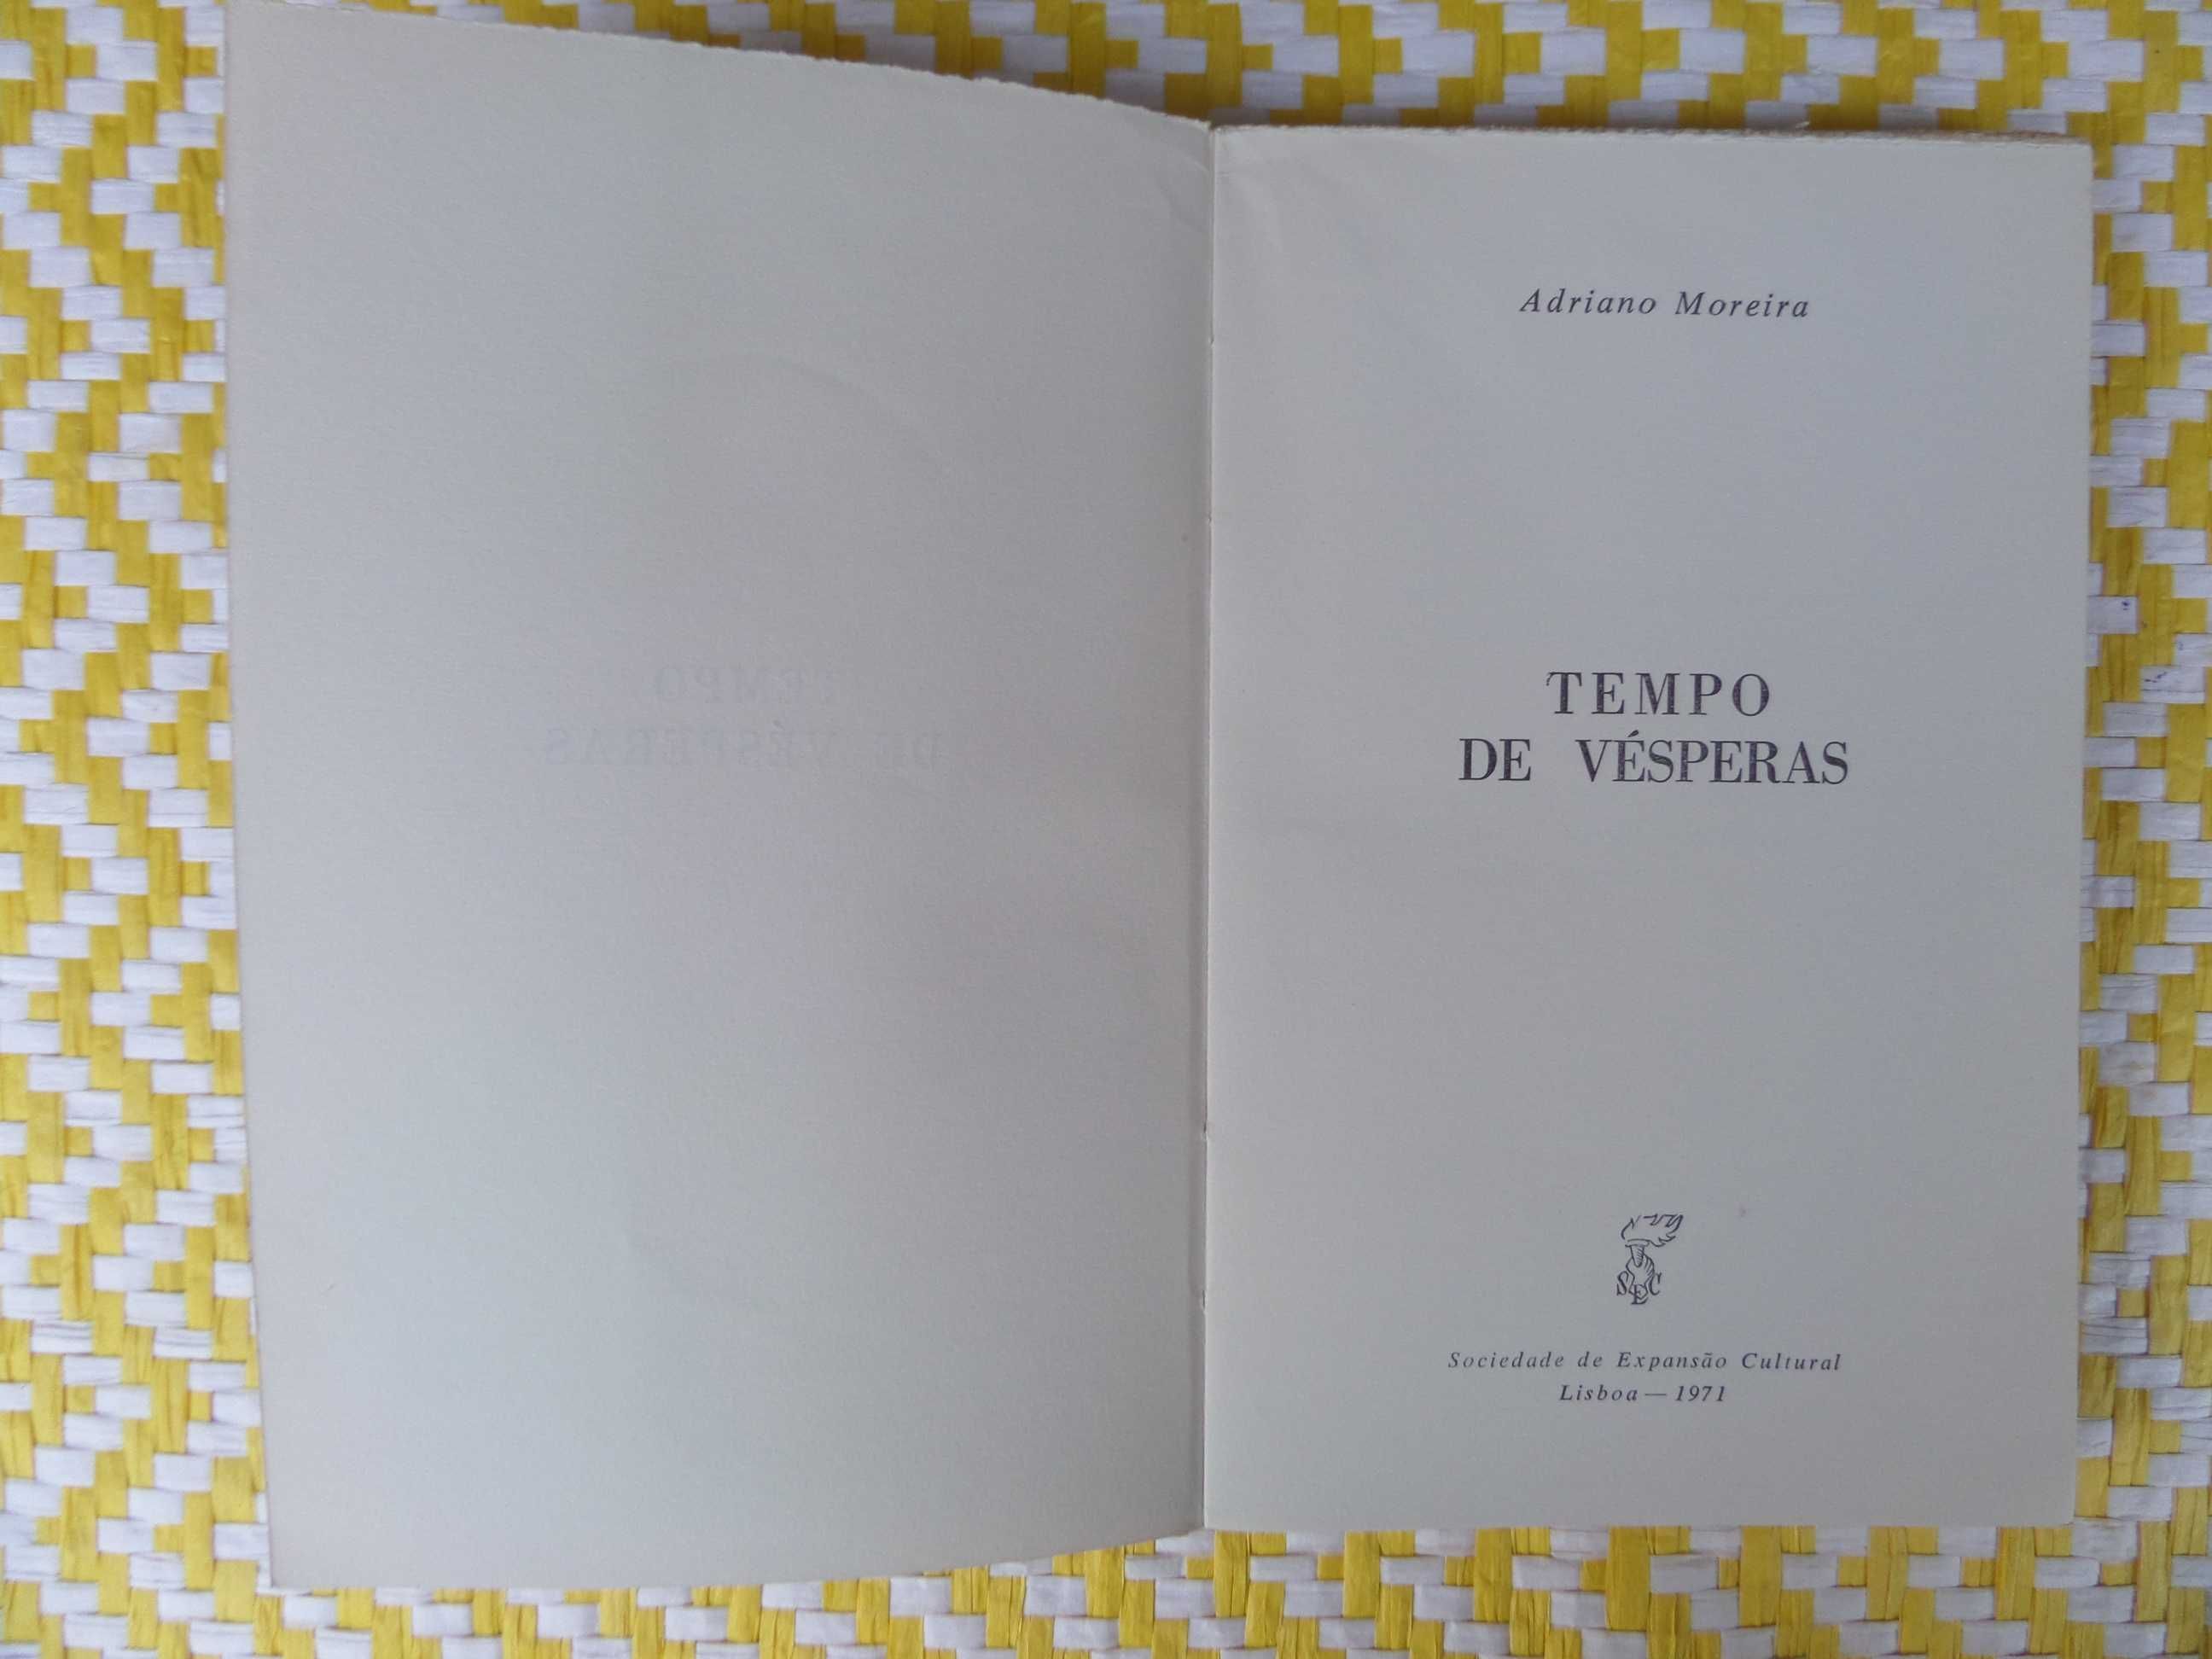 Adriano Moreira
TEMPO
DE VÉSPERAS
SEC
Sociedade de Expansão Cultural
Lisboa — 1971